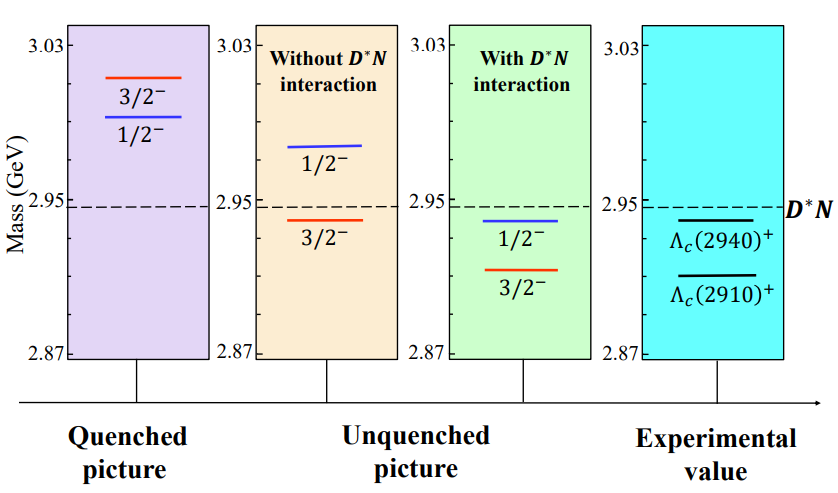 Mass (GeV)
3.03
2.95
2.87
3/2⁻
1/2⁻
3.03
2.95
2.87
Without D*N
interaction
1/2⁻
3/2⁻
3.03
2.95
2.87
With D*N
interaction
1/2⁻
3/2⁻
3.03
2.95
2.87
D*N
Λc(2940)⁺
Λc(2910)⁺
Quenched
picture
Unquenched
picture
Experimental
value